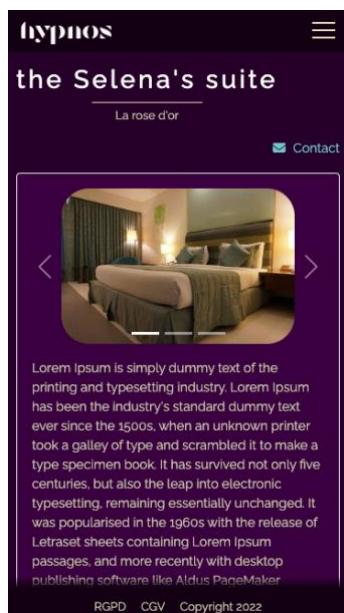 hypnos
the Selena's suite
La rose d'or
Contact
Lorem Ipsum is simply dummy text of the
printing and typesetting industry. Lorem Ipsum
has been the industry's standard dummy text
ever since the 1500s, when an unknown printer
took a galley of type and scrambled it to make a
type specimen book. It has survived not only five
centuries, but also the leap into electronic
typesetting, remaining essentially unchanged. It
was popularised in the 1960s with the release of
Letraset sheets containing Lorem Ipsum
passages, and more recently with desktop
publishing software like Aldus PageMaker
RGPD CGV Copyright 2022